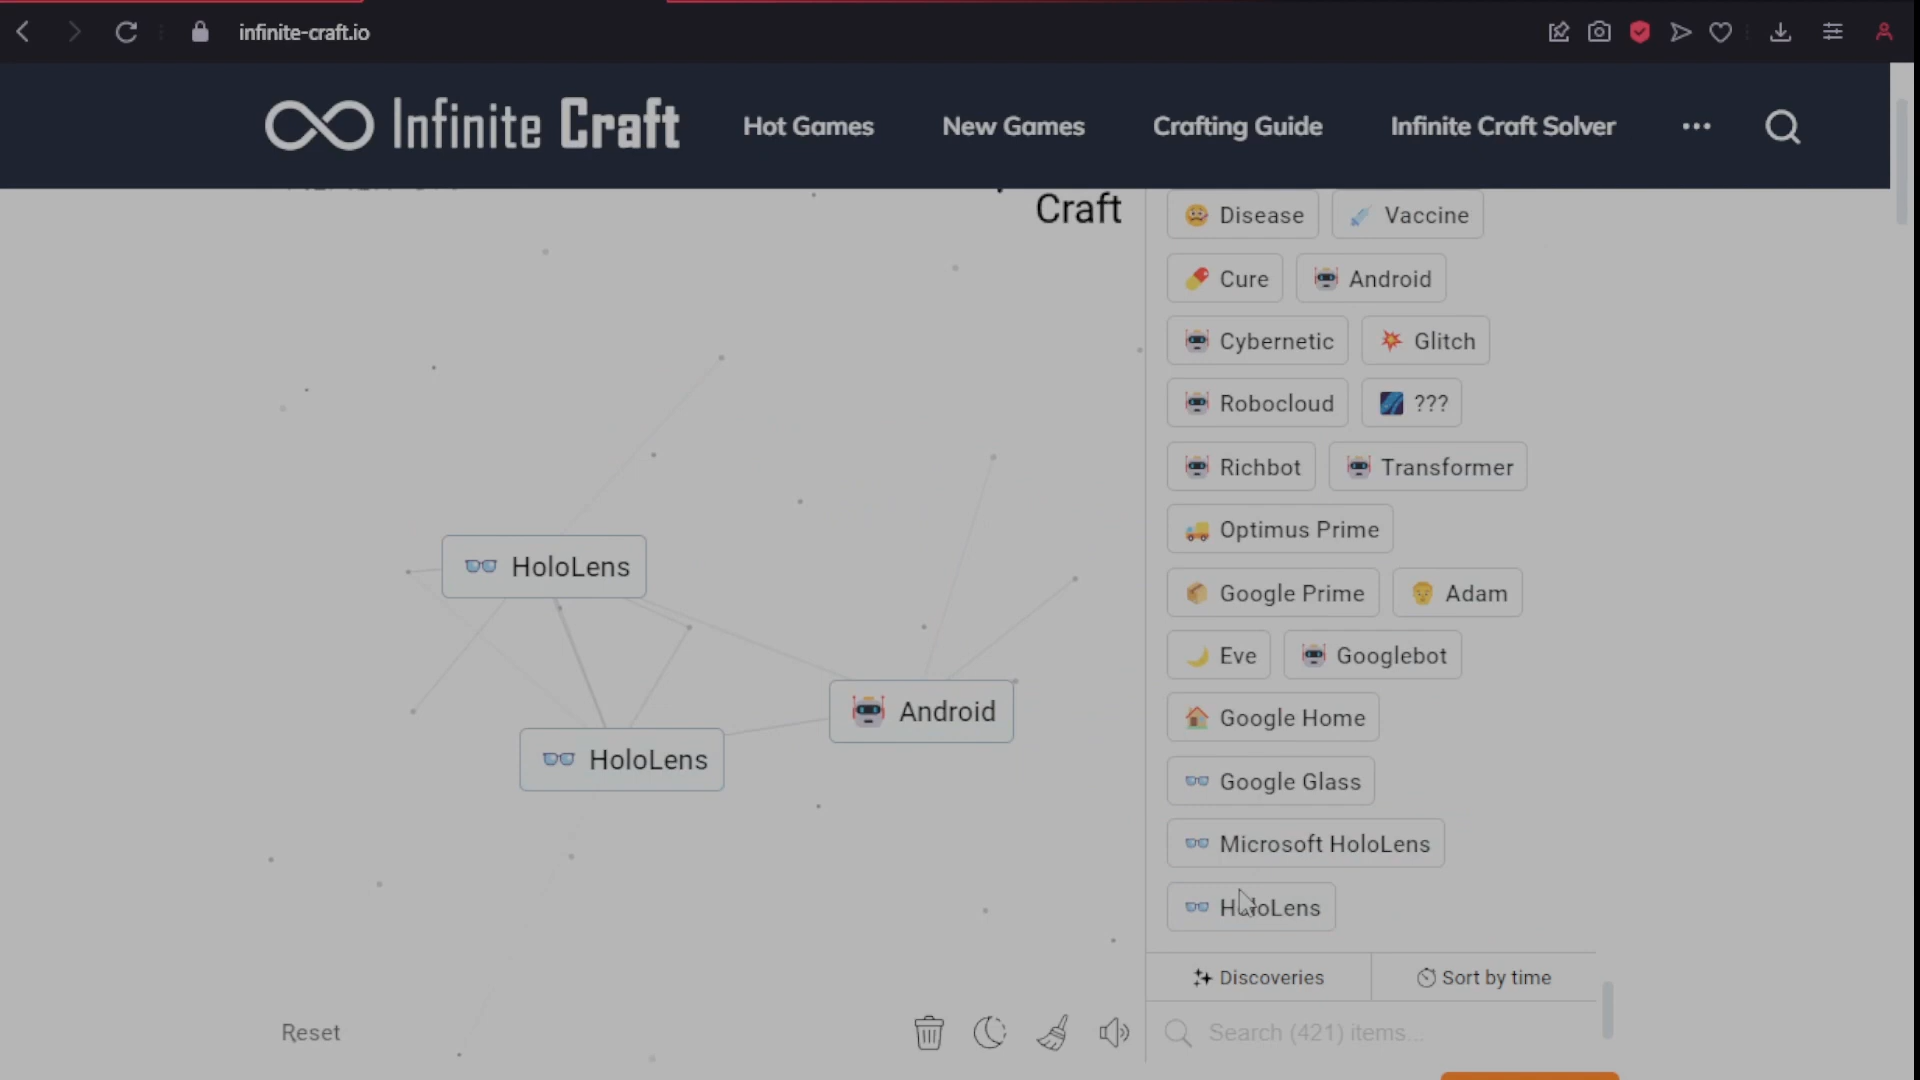 infinite-craft.io
Infinite Craft
Hot Games
New Games
Crafting Guide
Infinite Craft Solver
Craft
Disease
Vaccine
Cure
Android
Cybernetic
Glitch
Robocloud
???
Richbot
Transformer
Optimus Prime
Google Prime
Adam
Eve
Googlebot
Google Home
Google Glass
Microsoft HoloLens
HoloLens
HoloLens
HoloLens
Android
Discoveries
Sort by time
Reset
Search (421) items...